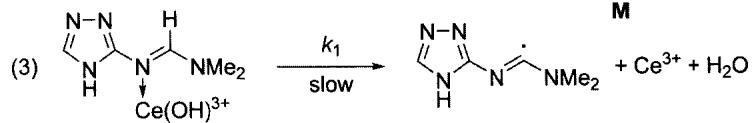 M
N N H
N N
(3) N N NMe₂ k₁ N NMe₂ + Ce³⁺ + H₂O
H slow N H
Ce(OH)³⁺